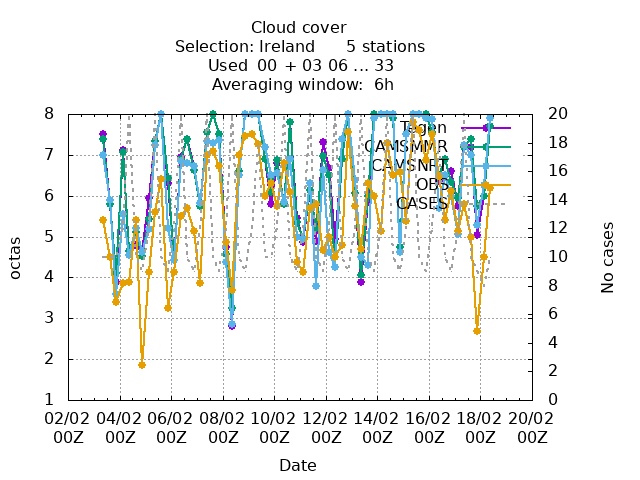 Cloud cover
Selection: Ireland 5 stations
Used 00 + 03 06 ... 33
Averaging window: 6h
octas
8
7
6
5
4
3
2
1
No cases
20
18
16
14
12
10
8
6
4
2
0
CAMSNMR
CAMSNFT
OBS
CASES
02/02 04/02 06/02 08/02 10/02 12/02 14/02 16/02 18/02 20/02
00Z 00Z 00Z 00Z 00Z 00Z 00Z 00Z 00Z 00Z
Date